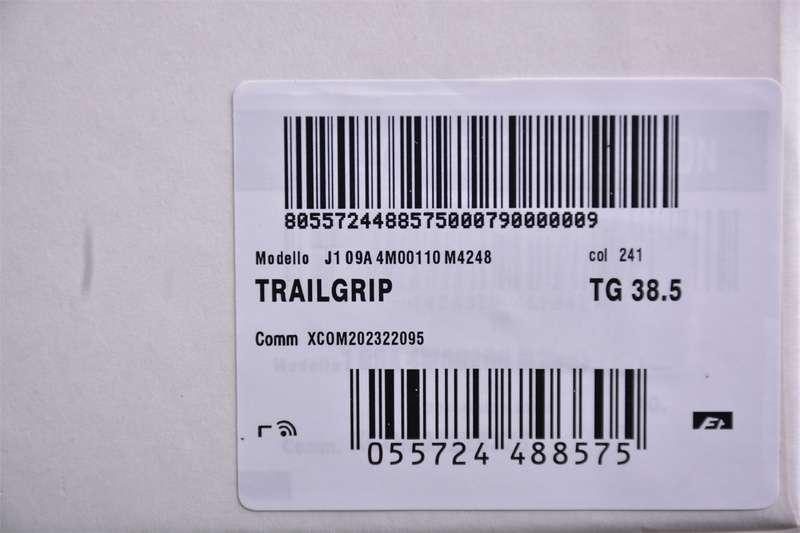 8055724488575000790000009
Modello J1 09A 4M00110 M4248 col 241
TRAILGRIP TG 38.5
Comm XCOM202322095
055724 488575